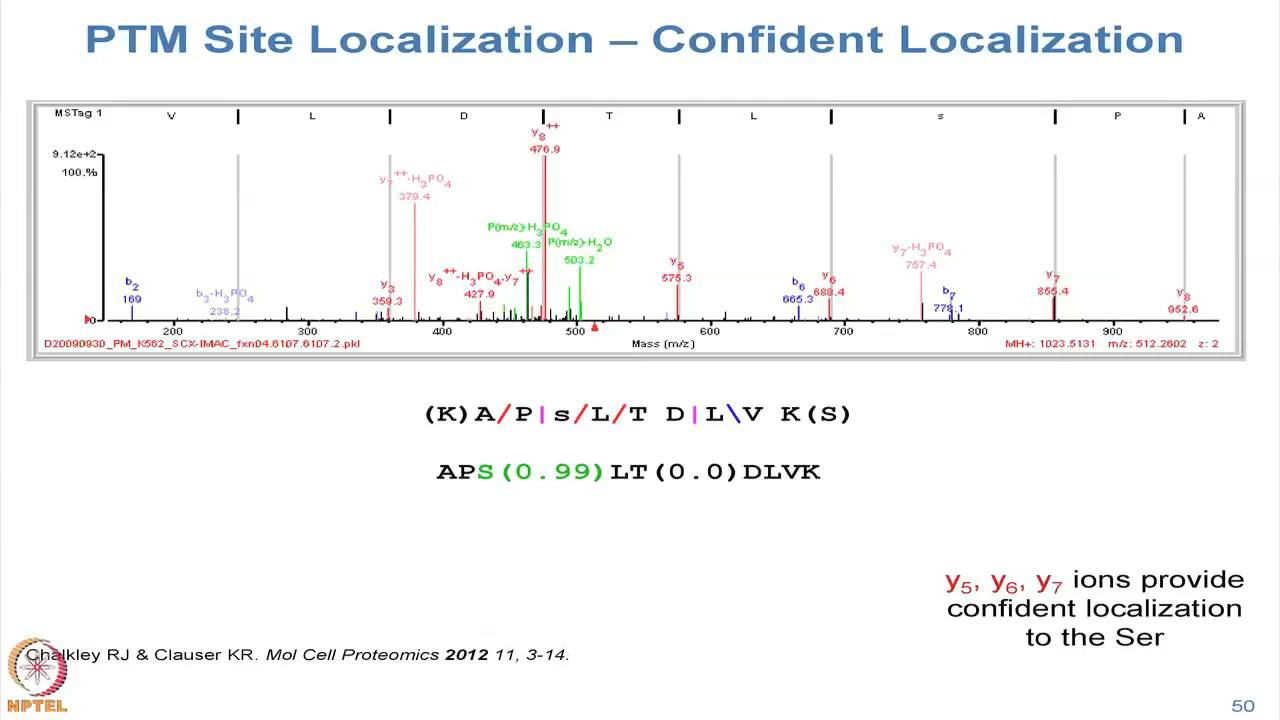 PTM Site Localization – Confident Localization
MSTag 1
V L D T L s P A
9.12e+2
100.%
y8++
476.9
y7++-H3PO4
379.4
P(m/z)-H3PO4
463.3
P(m/z)-H2O
503.2
y8++-H3PO4,y7++
427.9
b2
169
b3-H3PO4
238.2
y3
359.3
y5
575.3
b6
665.3
y6
688.4
y7-H3PO4
757.4
b7
778.1
y7
855.4
y8
952.6
0
200 300 400 500 600 700 800 900
D20090930_PM_K562_SCX-IMAC_fxn04.6107.6107.2.pkl Mass (m/z) MH+: 1023.5131 m/z: 512.2602 z: 2
(K)A/P|s/L/T D|L\V K(S)
APS(0.99)LT(0.0)DLVK
y5, y6, y7 ions provide
confident localization
to the Ser
Chalkley RJ & Clauser KR. Mol Cell Proteomics 2012 11, 3-14.
NPTEL
50